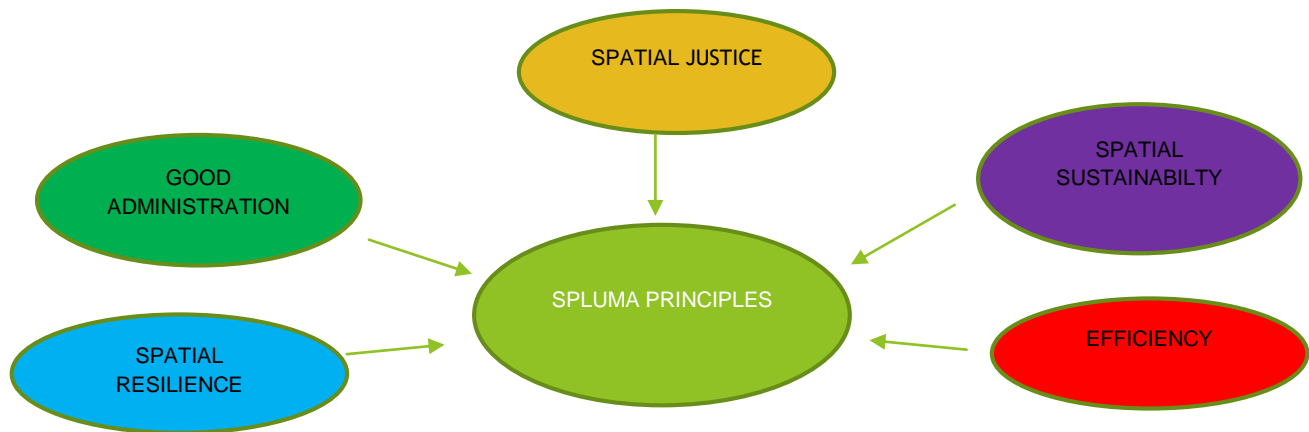 SPATIAL JUSTICE
GOOD
ADMINISTRATION
SPATIAL
SUSTAINABILTY
SPLUMA PRINCIPLES
SPATIAL
RESILIENCE
EFFICIENCY